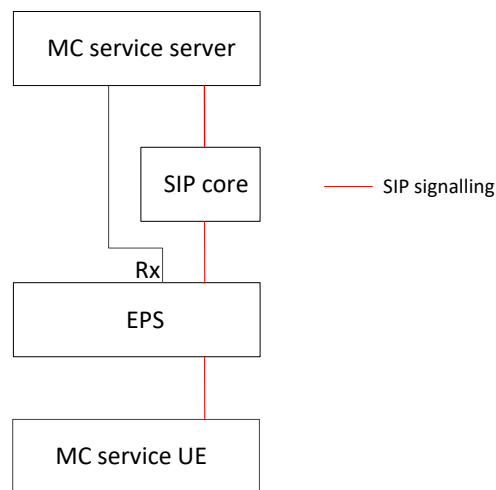 MC service server
SIP core
SIP signalling
Rx
EPS
MC service UE